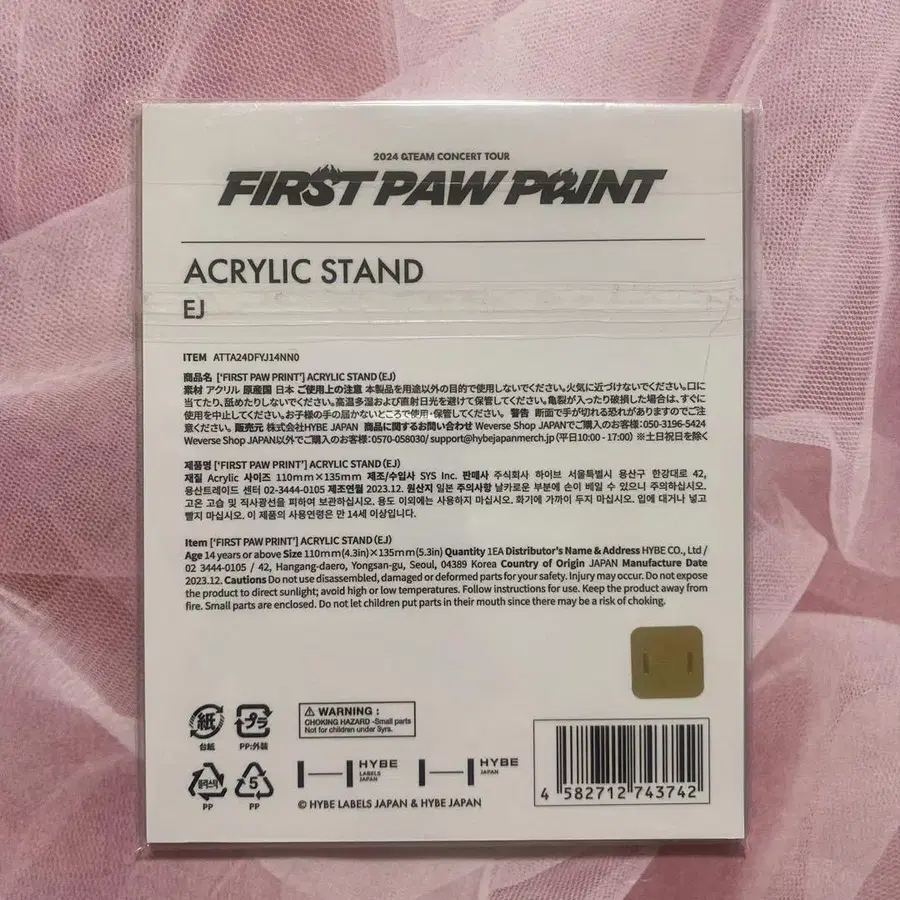 2024 &TEAM CONCERT TOUR
FIRST PAW PRINT
ACRYLIC STAND
EJ
ITEM ATTA24DFYJ14NN0
商品名 ['FIRST PAW PRINT'] ACRYLIC STAND (EJ)
素材 アクリル 原産国 日本 ご使用上の注意 本製品を用途以外の目的で使用しないでください。火気に近づけないでください。口に
当てたり、舐めたりしないでください。高温多湿および直射日光を避けて保管してください。亀裂が入ったり破損した場合は、すぐに
使用を中止してください。お子様の手の届かないところで使用・保管してください。 警告 断面で手が切れる恐れがありますのでご注
意ください。 販売元 株式会社HYBE JAPAN 商品に関するお問い合わせ Weverse Shop JAPANでご購入のお客様:050-3196-5424
Weverse Shop JAPAN以外でご購入のお客様:0570-058030/ support@hybejapanmerch.jp (平日10:00 - 17:00) ※土日祝日を除く
제품명 ['FIRST PAW PRINT'] ACRYLIC STAND (EJ)
재질 Acrylic 사이즈 110mm×135mm 제조/수입사 SYS Inc. 판매사 주식회사 하이브 서울특별시 용산구 한강대로 42,
용산트레이드 센터 02-3444-0105 제조연월 2023.12. 원산지 일본 주의사항 날카로운 부분에 손이 베일 수 있으니 주의하십시오.
고온 고습 및 직사광선을 피하여 보관하십시오. 용도 이외에는 사용하지 마십시오. 화기에 가까이 두지 마십시오. 입에 대거나 넣고
빨지 마십시오. 이 제품의 사용연령은 만 14세 이상입니다.
Item ['FIRST PAW PRINT'] ACRYLIC STAND (EJ)
Age 14 years or above Size 110mm(4.3in)×135mm(5.3in) Quantity 1EA Distributor's Name & Address HYBE CO., Ltd /
02 3444-0105 / 42, Hangang-daero, Yongsan-gu, Seoul, 04389 Korea Country of Origin JAPAN Manufacture Date
2023.12. Cautions Do not use disassembled, damaged or deformed parts for your safety. Injury may occur. Do not expose
the product to direct sunlight; avoid high or low temperatures. Follow instructions for use. Keep the product away from
fire. Small parts are enclosed. Do not let children put parts in their mouth since there may be a risk of choking.
紙
台紙
プラ
PP:外装
WARNING :
CHOKING HAZARD -Small parts
Not for children under 3yrs.
플라스틱
PP
5
PP
HYBE
LABELS
JAPAN
HYBE
JAPAN
© HYBE LABELS JAPAN & HYBE JAPAN
4 582712 743742